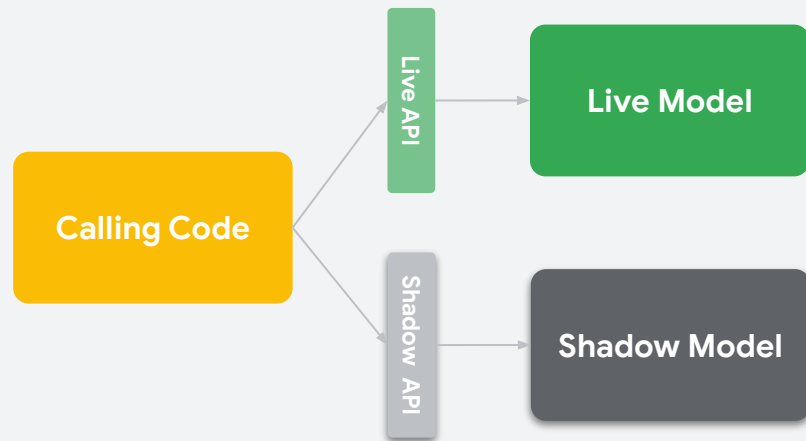 Live API
Live Model
Calling Code
Shadow API
Shadow Model